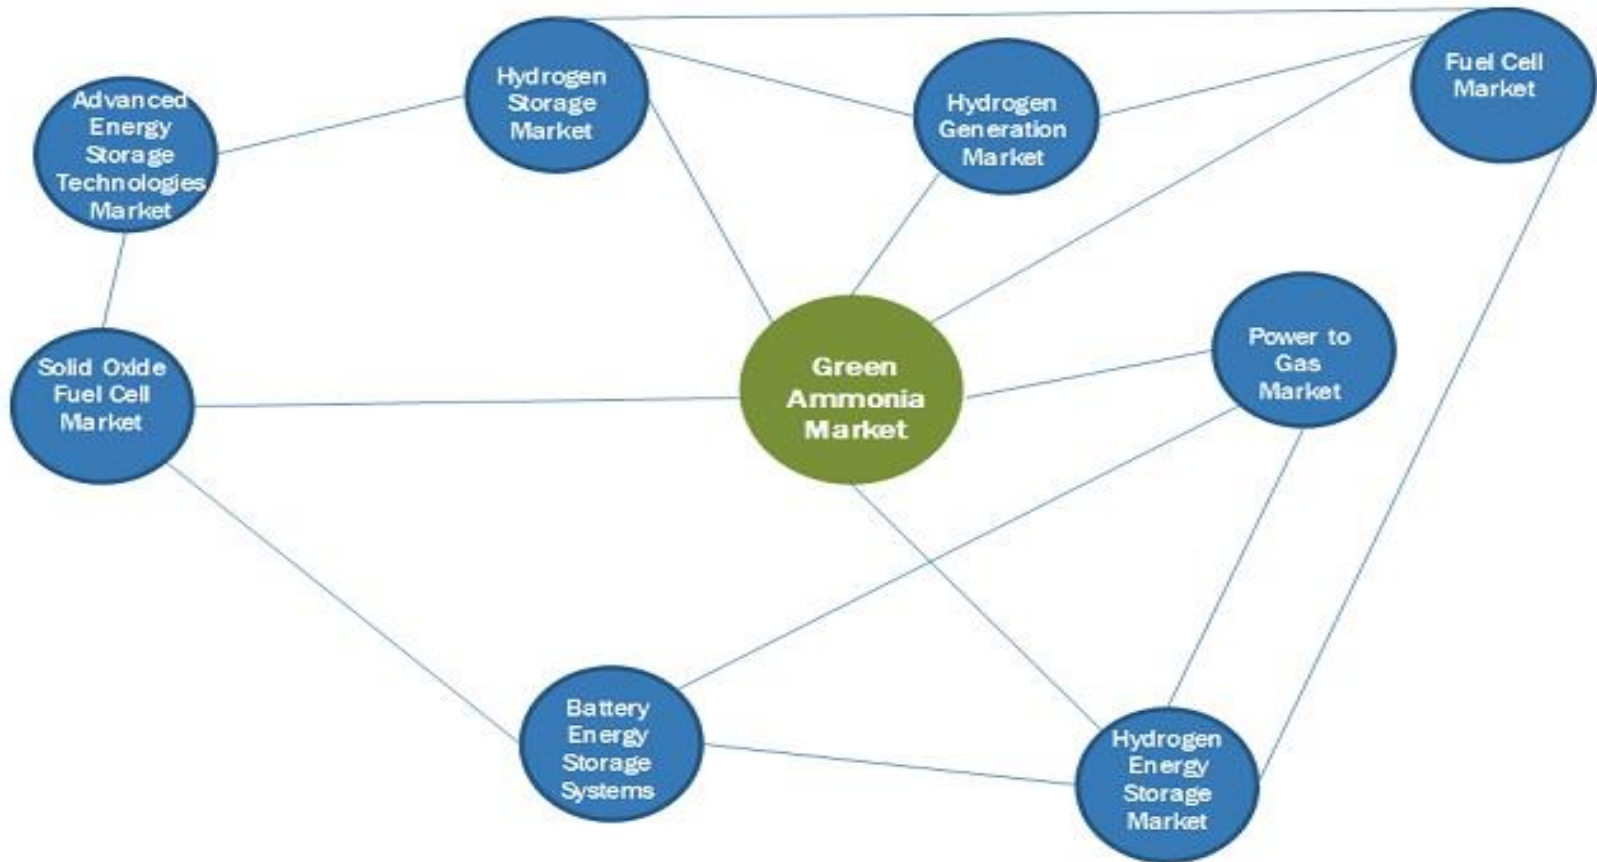 Advanced
Energy
Storage
Technologies
Market
Hydrogen
Storage
Market
Hydrogen
Generation
Market
Fuel Cell
Market
Solid Oxide
Fuel Cell
Market
Green
Ammonia
Market
Power to
Gas
Market
Battery
Energy
Storage
Systems
Hydrogen
Energy
Storage
Market